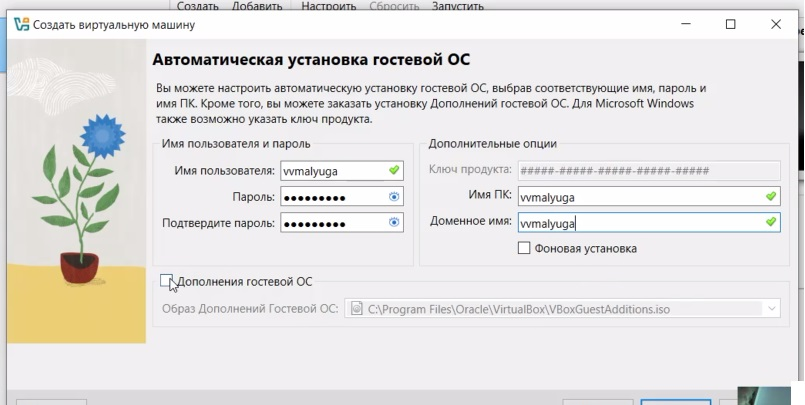 Создать Добавить Настроить Сбросить Запустить
Создать виртуальную машину
Автоматическая установка гостевой ОС
Вы можете настроить автоматическую установку гостевой ОС, выбрав соответствующие имя, пароль и
имя ПК. Кроме того, вы можете заказать установку Дополнений гостевой ОС. Для Microsoft Windows
также возможно указать ключ продукта.
Имя пользователя и пароль
Имя пользователя: vvmalyuga
Пароль: ●●●●●●●●●
Подтвердите пароль: ●●●●●●●●●
Дополнительные опции
Ключ продукта: #####-#####-#####-#####-#####
Имя ПК: vvmalyuga
Доменное имя: vvmalyuga
Фоновая установка
Дополнения гостевой ОС
Образ Дополнений Гостевой ОС: C:\Program Files\Oracle\VirtualBox\VBoxGuestAdditions.iso